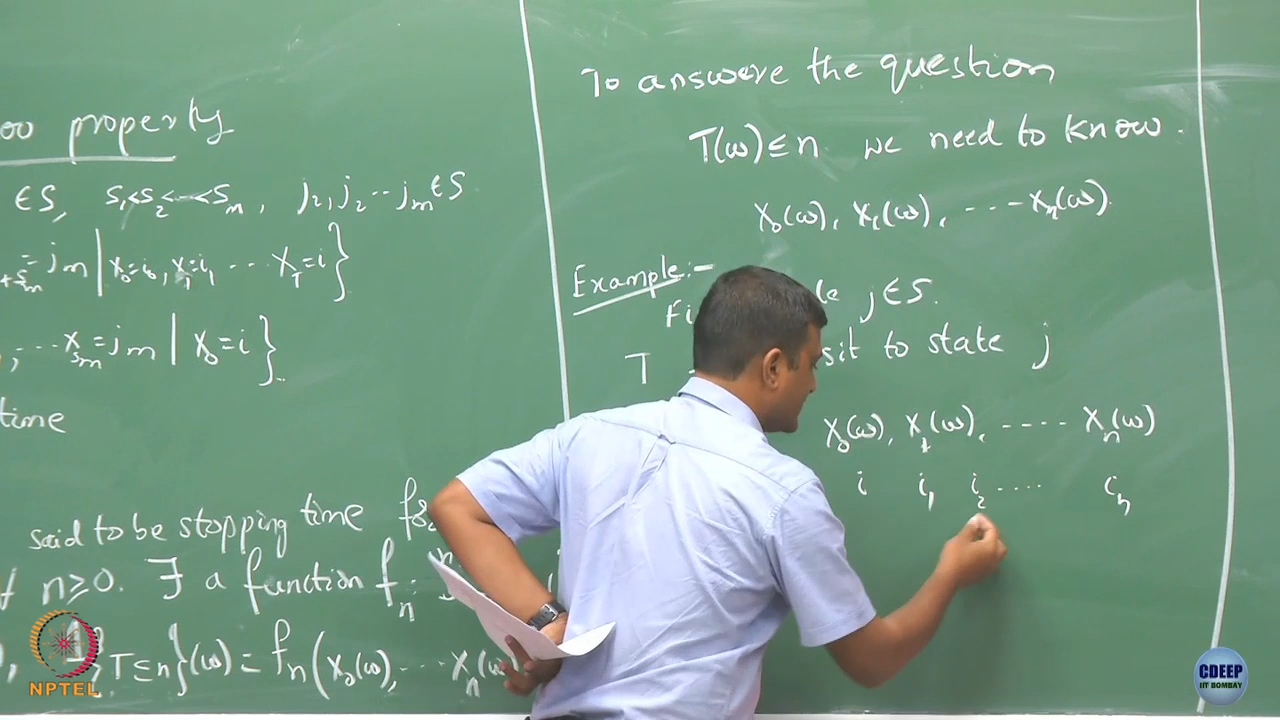 property
∈S, s₁<s₂<--<sₘ, j₂, j₂ -- jₘ ∈ S
= jₘ | X₀=i₀, X₁=i₁ --- X_T=i}
, --- X_{sₘ}=jₘ | X₀=i}.
time
said to be stopping time
n≥0. ∃ a function fₙ.
{T≤n}(ω) = fₙ(X₀(ω), --- Xₙ(ω
To answere the question
T(ω)≤n we need to know.
X₀(ω), X₁(ω), ---- Xₙ(ω).
Example:-
j∈S.
T to state j
X₀(ω), X₁(ω), ---- Xₙ(ω)
i i₁ i₂ ---- iₙ
NPTEL
CDEEP
IIT BOMBAY